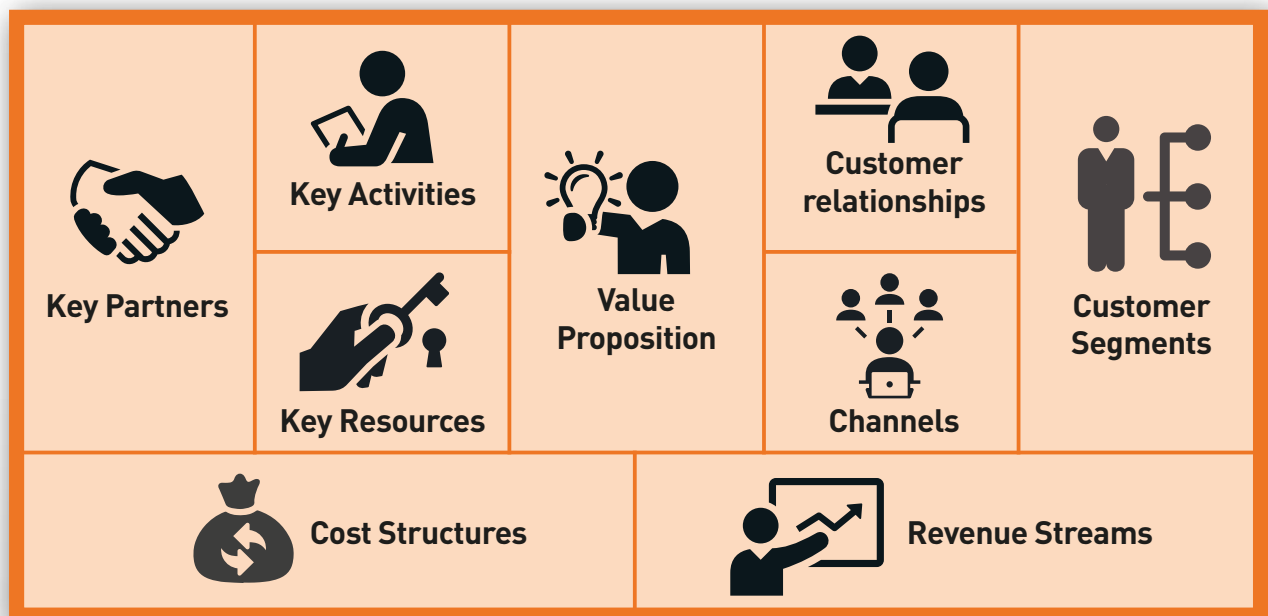 Key Partners
Key Activities
Key Resources
Value
Proposition
Customer
relationships
Channels
Customer
Segments
Cost Structures
Revenue Streams